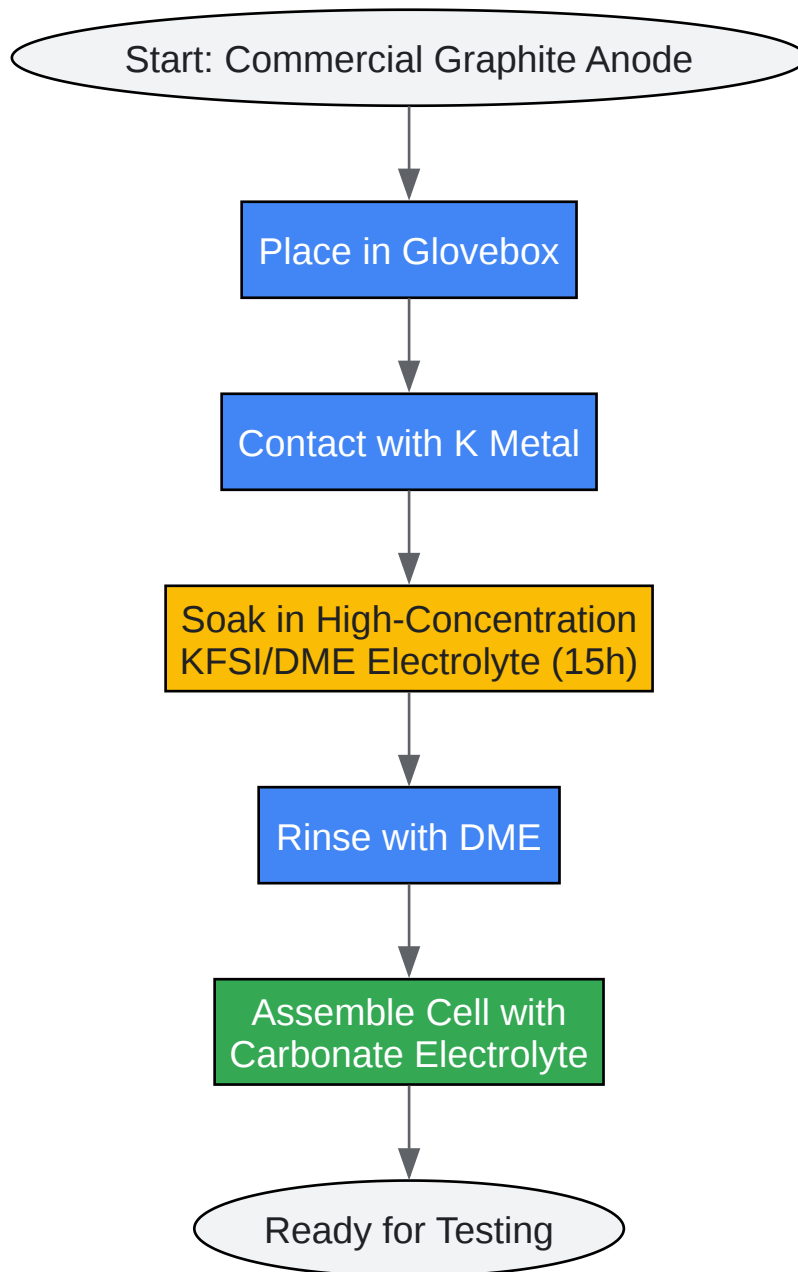 Start: Commercial Graphite Anode
Place in Glovebox
Contact with K Metal
Soak in High-Concentration
KFSI/DME Electrolyte (15h)
Rinse with DME
Assemble Cell with
Carbonate Electrolyte
Ready for Testing